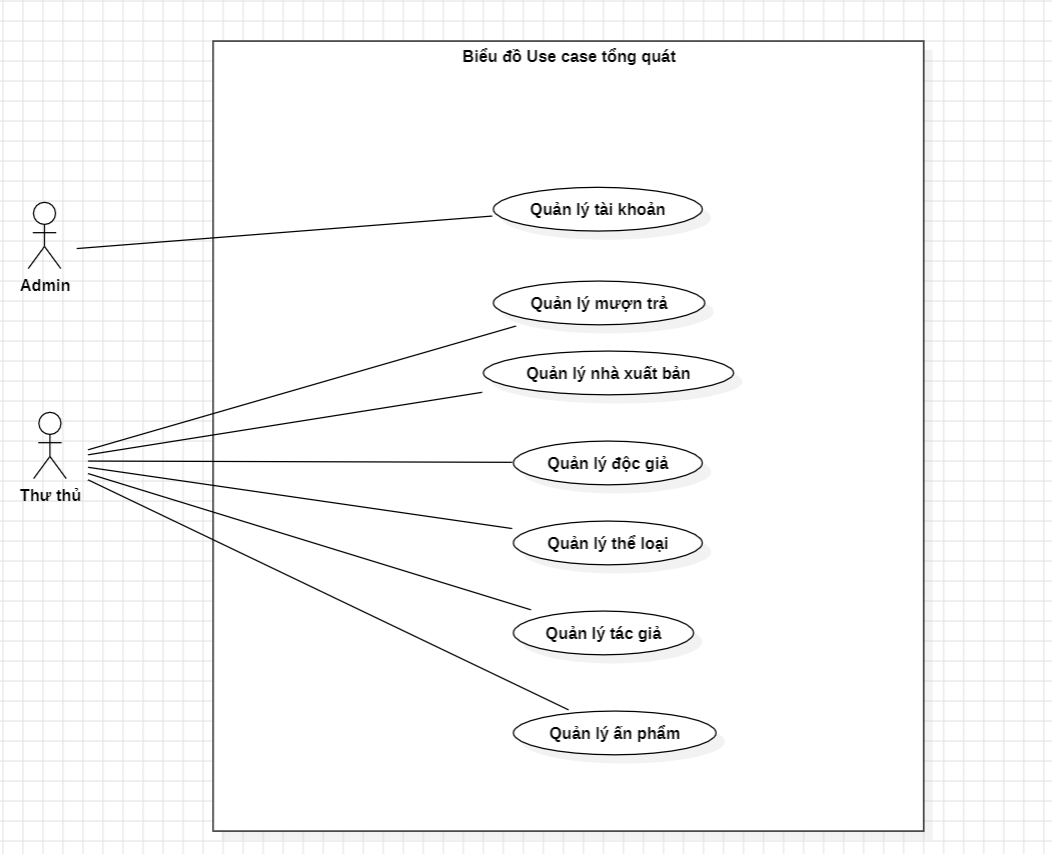 Biểu đồ Use case tổng quát
Quản lý tài khoản
Admin
Quản lý mượn trả
Quản lý nhà xuất bản
Quản lý độc giả
Thư thủ
Quản lý thể loại
Quản lý tác giả
Quản lý ấn phẩm